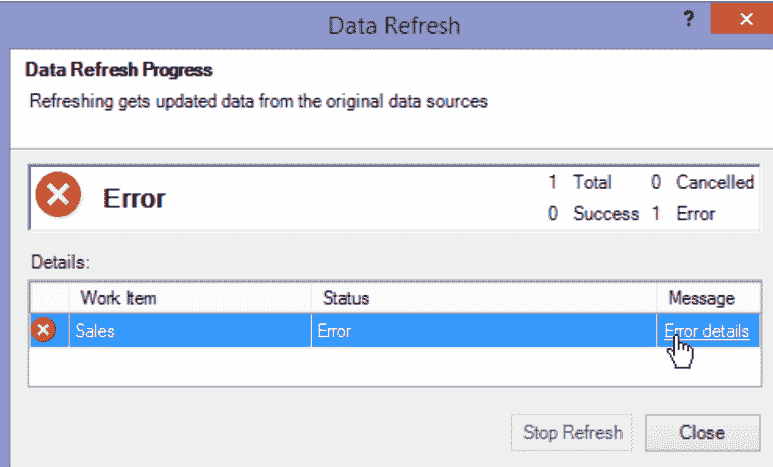 Data Refresh
?
Data Refresh Progress
Refreshing gets updated data from the original data sources
Error
1 Total 0 Cancelled
0 Success 1 Error
Details:
Work Item Status Message
Sales Error Error details
Stop Refresh Close